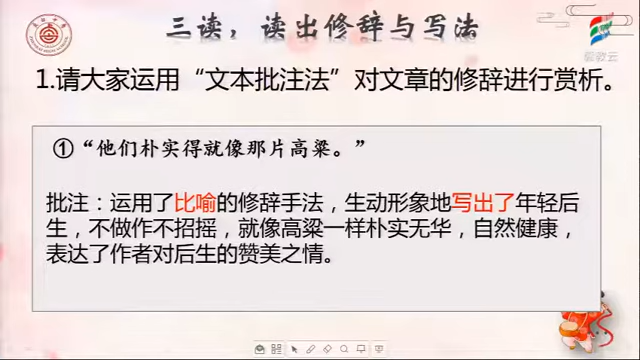 三读，读出修辞与写法
1.请大家运用“文本批注法”对文章的修辞进行赏析。
①“他们朴实得就像那片高粱。”
批注：运用了比喻的修辞手法，生动形象地写出了年轻后
生，不做作不招摇，就像高粱一样朴实无华，自然健康，
表达了作者对后生的赞美之情。